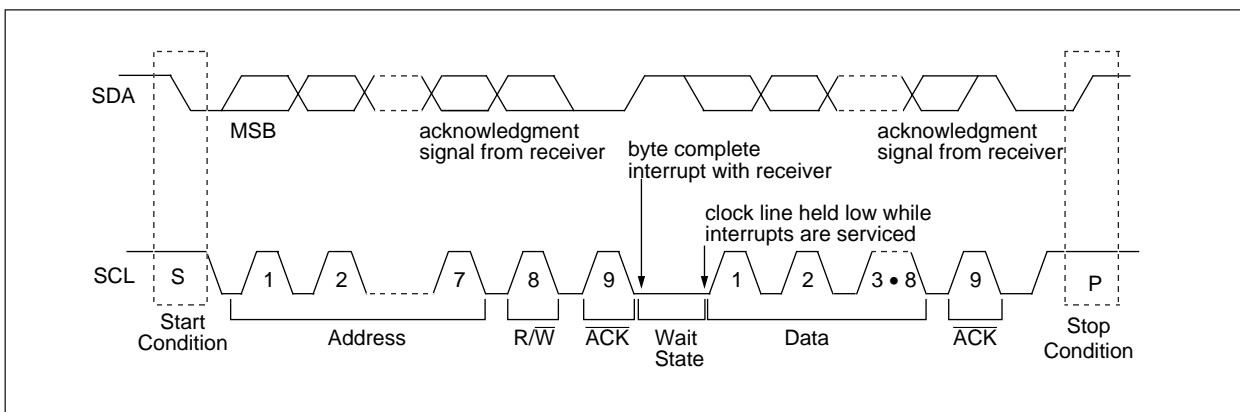 SDA
MSB
acknowledgment
signal from receiver
byte complete
interrupt with receiver
acknowledgment
signal from receiver
clock line held low while
interrupts are serviced
SCL
S
1
2
7
8
9
1
2
3 • 8
9
P
Start
Condition
Address
R/W̅
A̅C̅K̅
Wait
State
Data
A̅C̅K̅
Stop
Condition